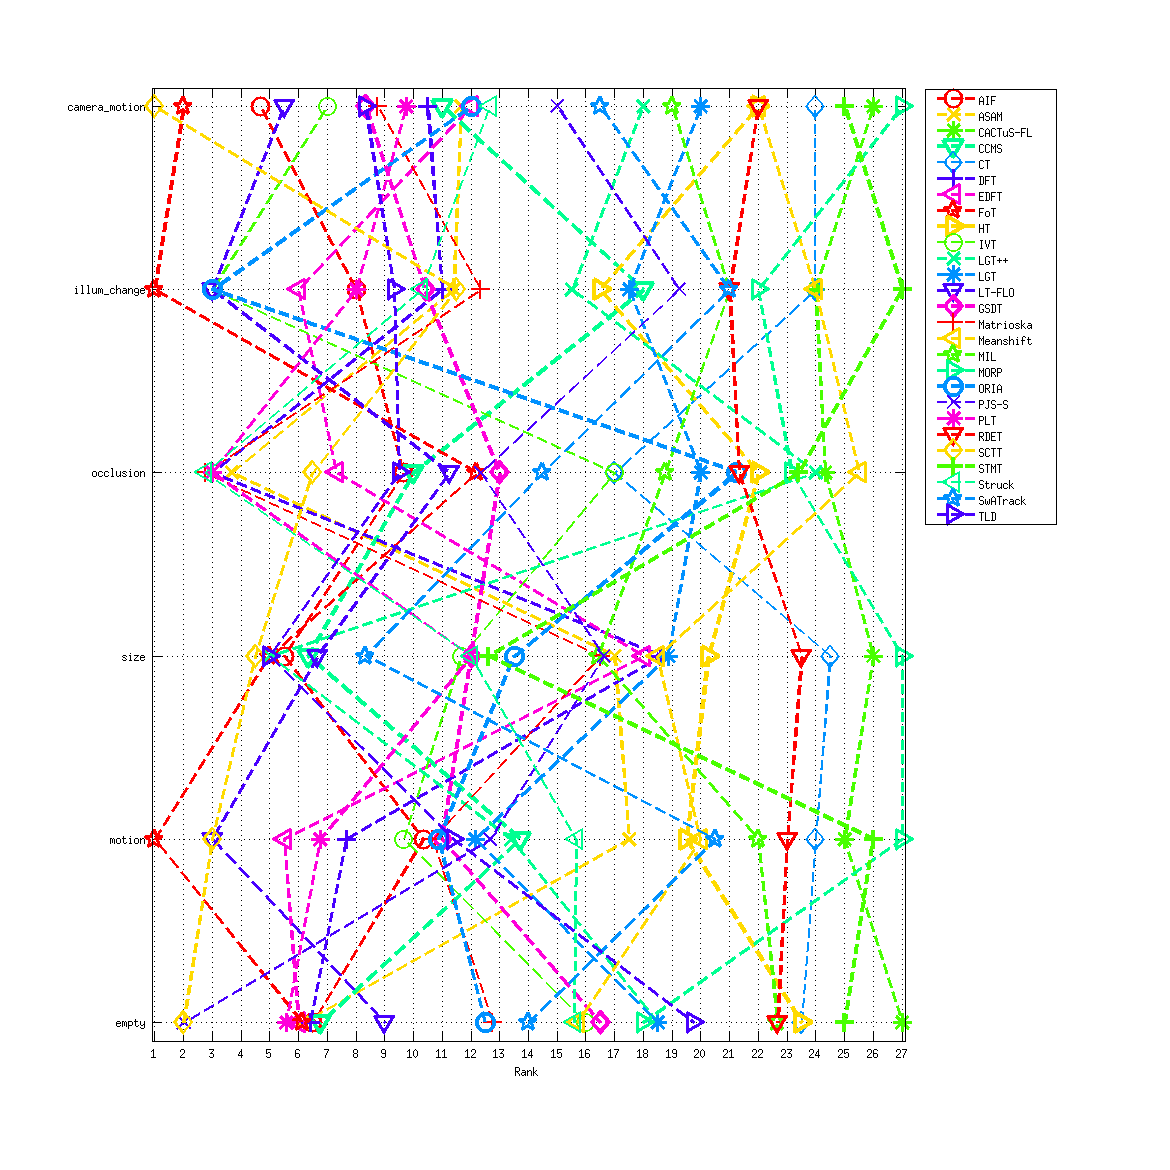 camera_motion
illum_change
occlusion
size
motion
empty
1 2 3 4 5 6 7 8 9 10 11 12 13 14 15 16 17 18 19 20 21 22 23 24 25 26 27
Rank
AIF
ASAM
CACTuS-FL
CCMS
CT
DFT
EDFT
FoT
HT
IVT
LGT++
LGT
LT-FLO
GSDT
Matrioska
Meanshift
MIL
MORP
ORIA
PJS-S
PLT
RDET
SCTT
STMT
Struck
SwATrack
TLD